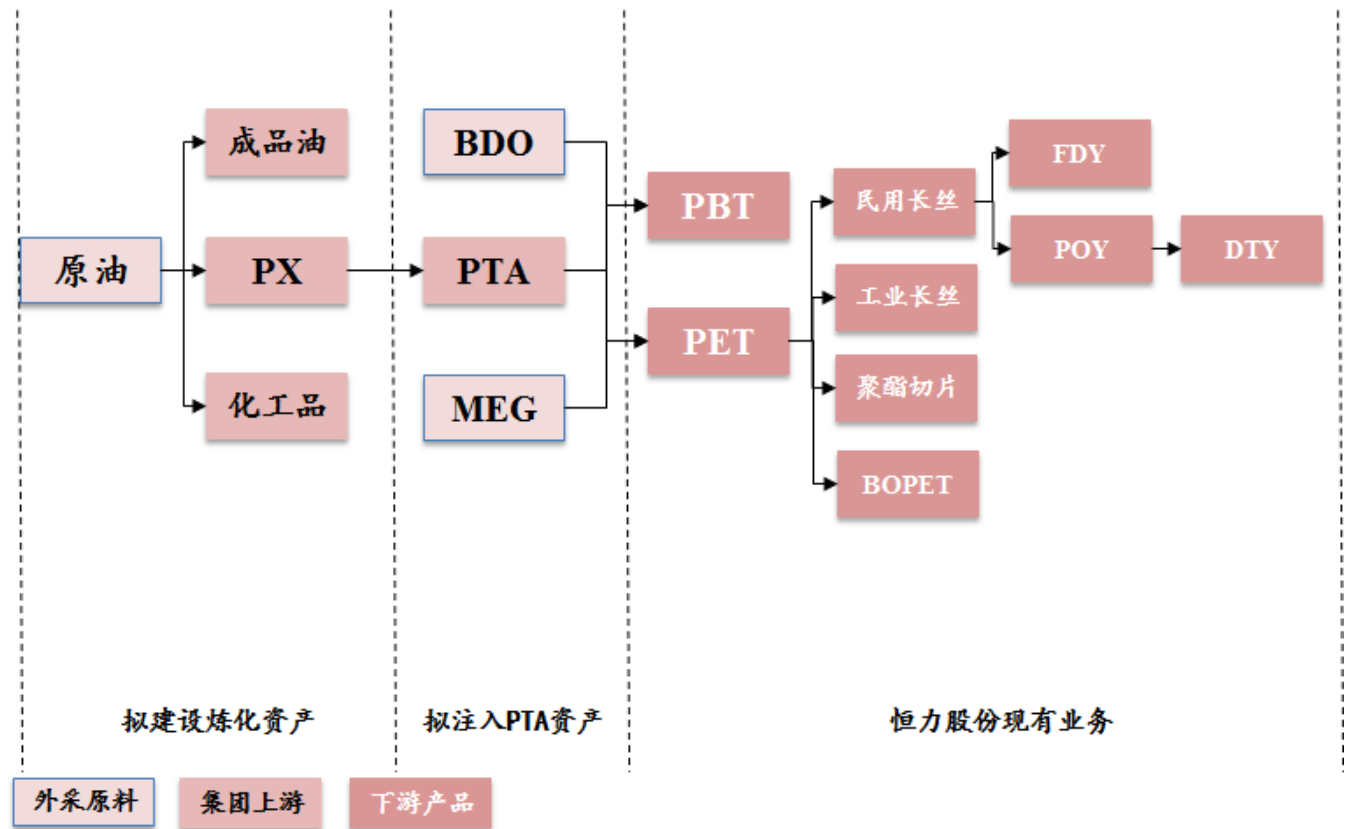 成品油
BDO
FDY
PBT
民用长丝
原油
PX
PTA
POY
DTY
工业长丝
PET
聚酯切片
化工品
MEG
BOPET
拟建设炼化资产
拟注入PTA资产
恒力股份现有业务
外采原料
集团上游
下游产品